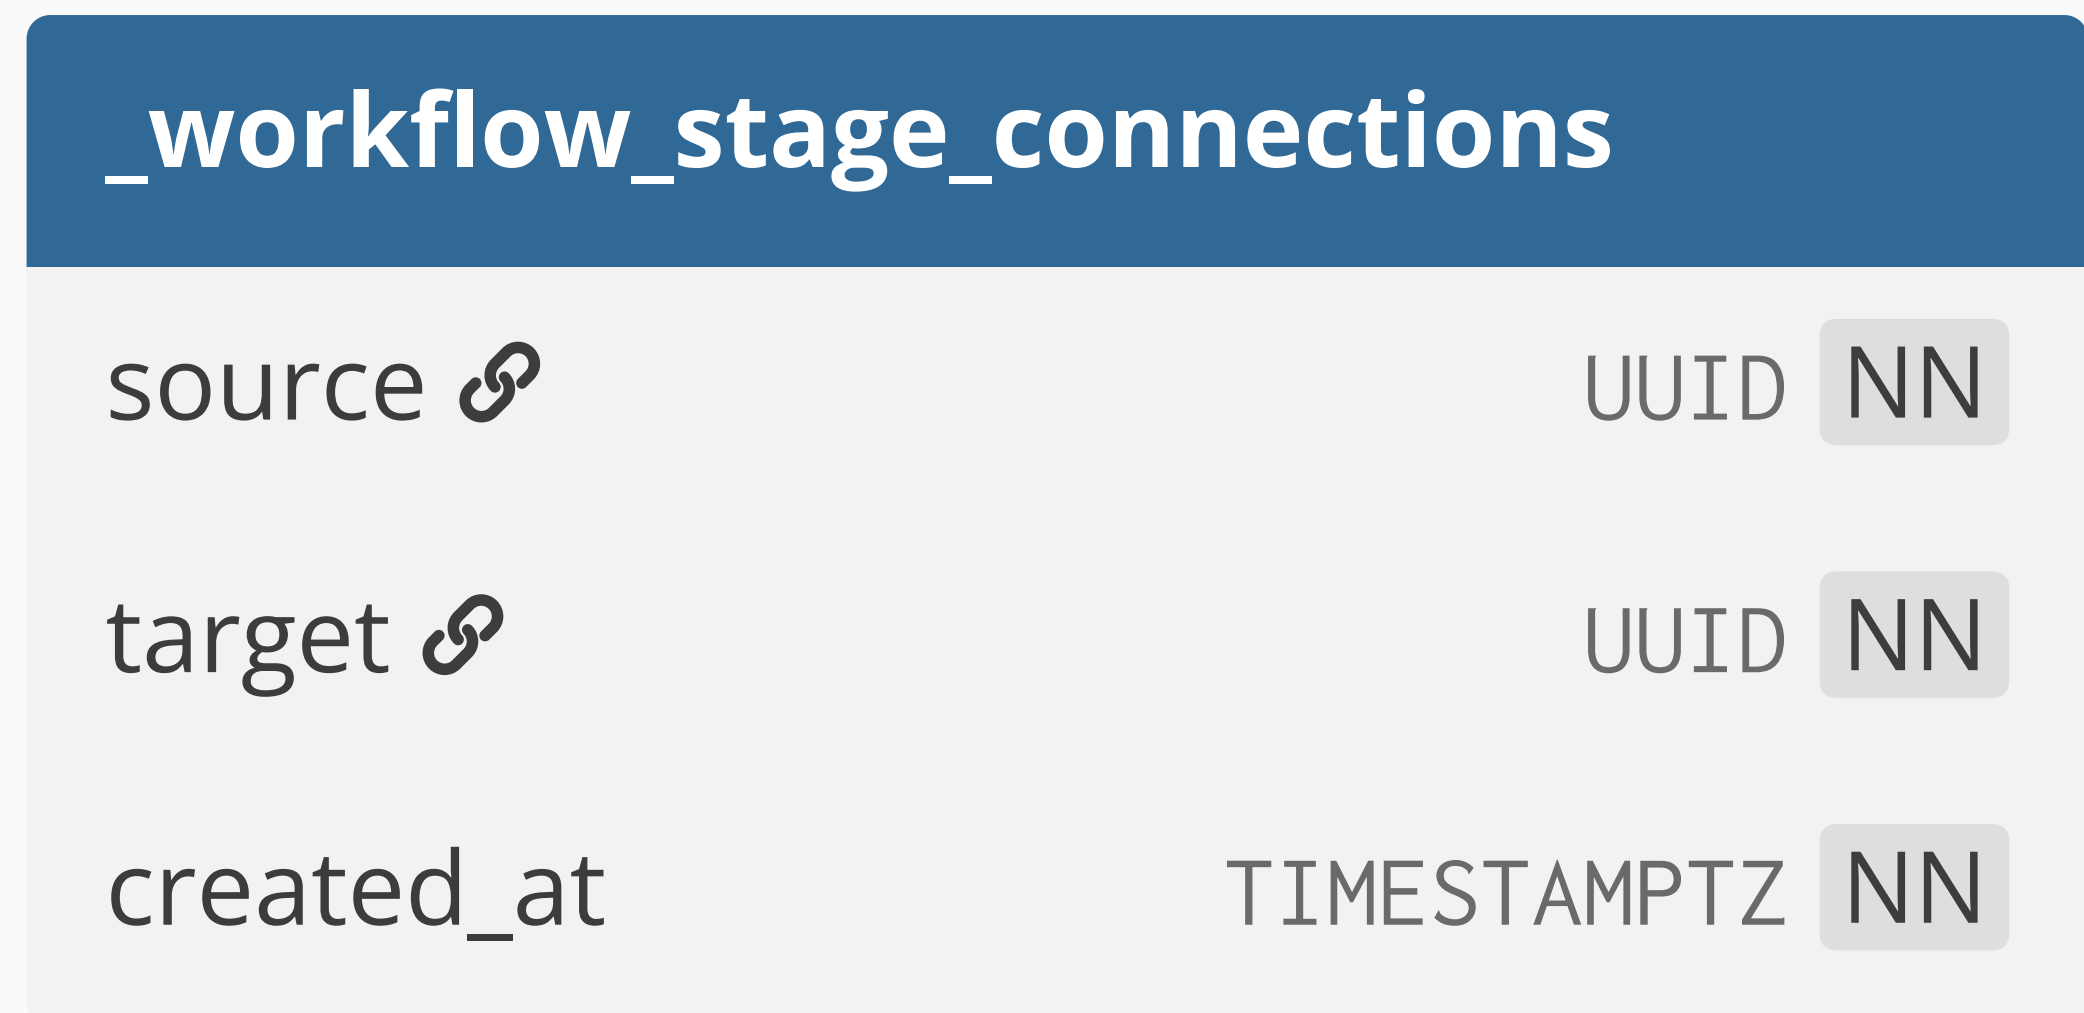 _workflow_stage_connections
source UUID NN
target UUID NN
created_at TIMESTAMPTZ NN